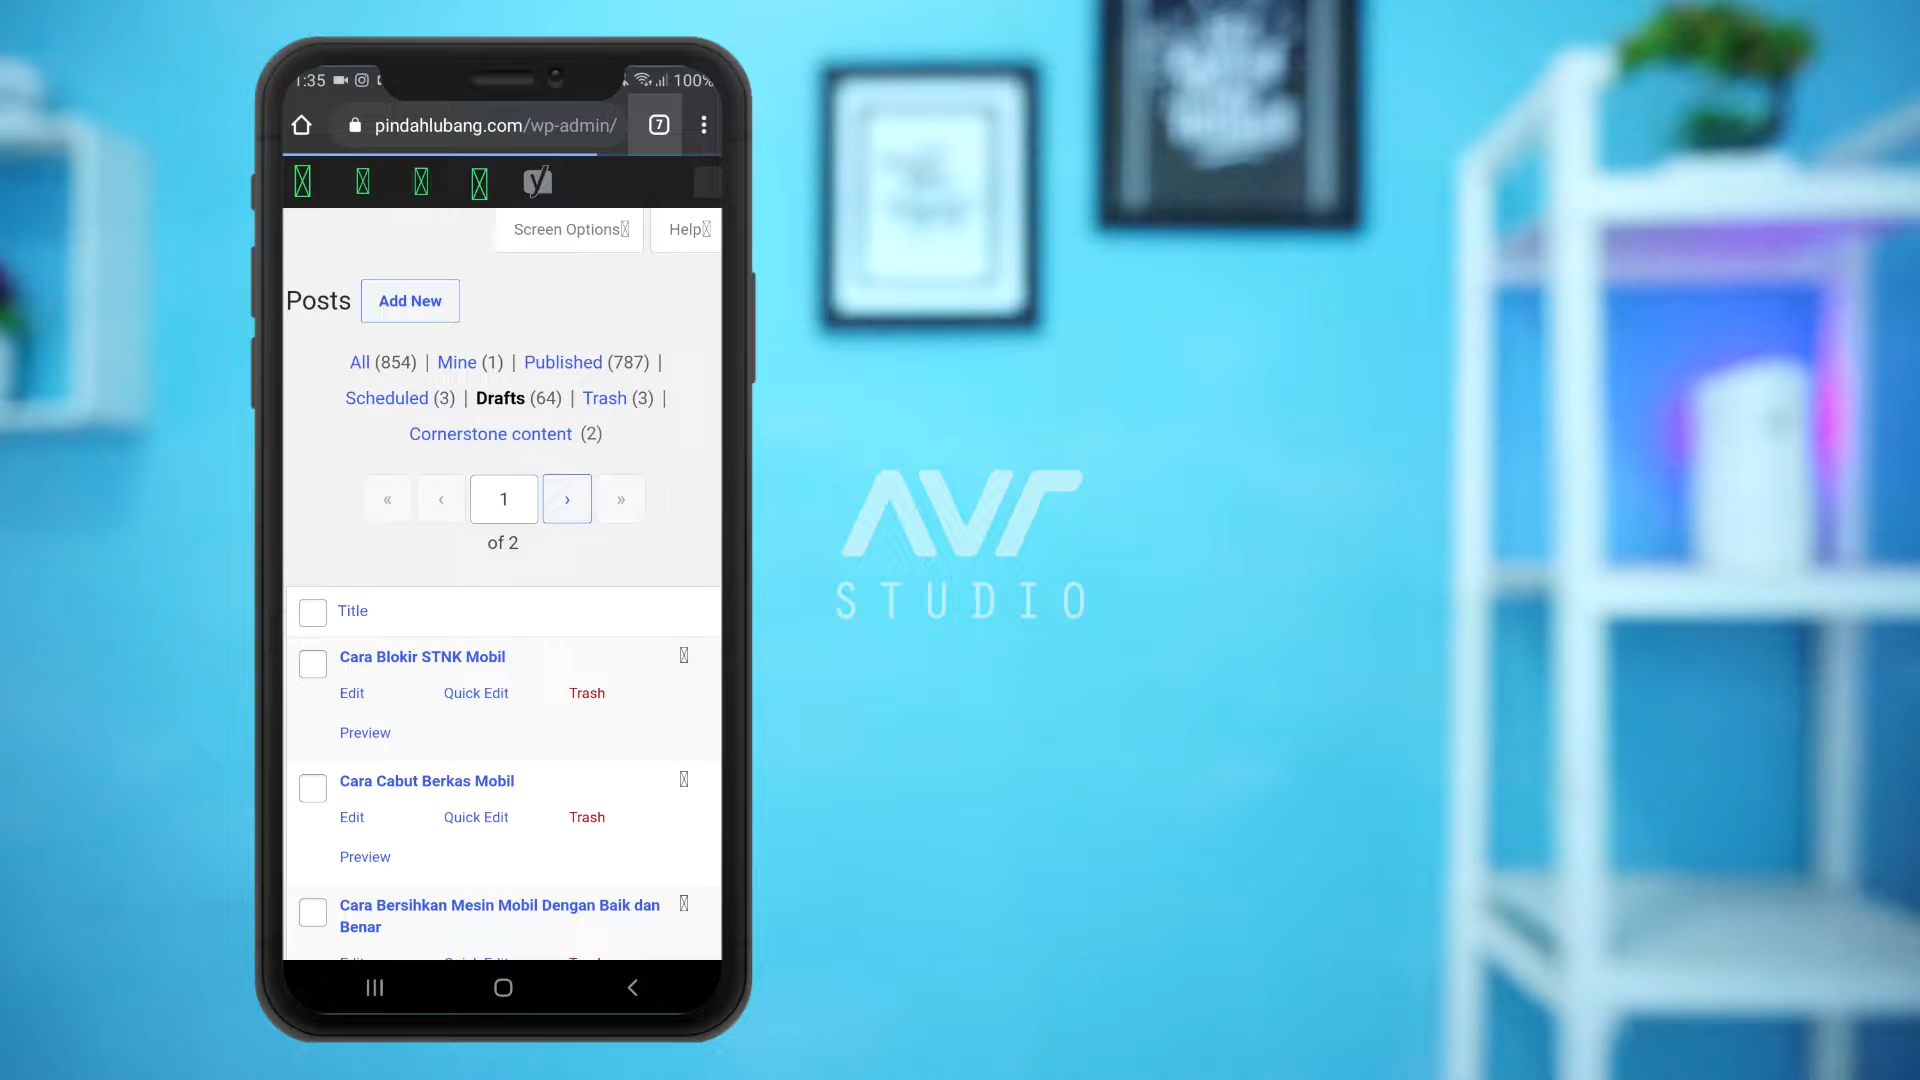 1:35 100%
pindahlubang.com/wp-admin/ 7
Screen Options Help
Posts Add New
All (854) | Mine (1) | Published (787) |
Scheduled (3) | Drafts (64) | Trash (3) |
Cornerstone content (2)
« ‹ 1 › »
of 2
Title
Cara Blokir STNK Mobil
Edit Quick Edit Trash
Preview
Cara Cabut Berkas Mobil
Edit Quick Edit Trash
Preview
Cara Bersihkan Mesin Mobil Dengan Baik dan
Benar
AVR
STUDIO